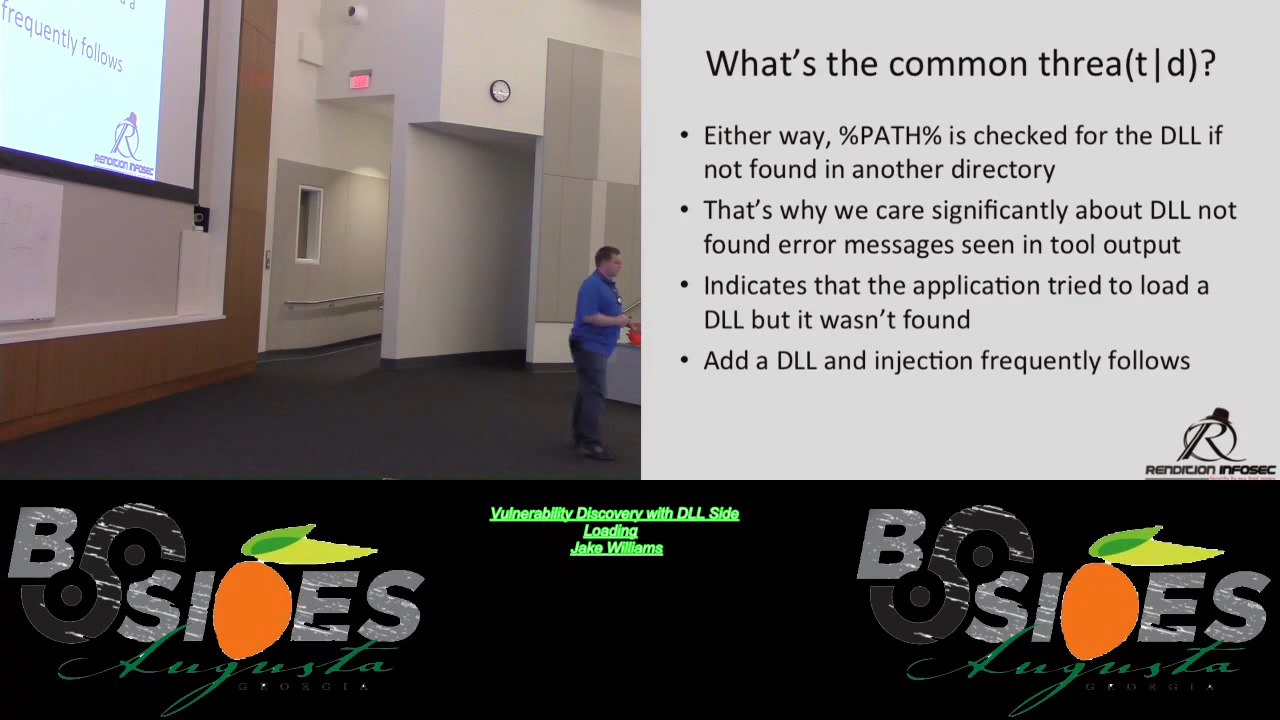 frequently follows
RENDITION INFOSEC
EXIT
What's the common threa(t|d)?
• Either way, %PATH% is checked for the DLL if
not found in another directory
• That's why we care significantly about DLL not
found error messages seen in tool output
• Indicates that the application tried to load a
DLL but it wasn't found
• Add a DLL and injection frequently follows
RENDITION INFOSEC
Vulnerability Discovery with DLL Side
Loading
Jake Williams
BSIDES
Augusta
GEORGIA
BSIDES
Augusta
GEORGIA